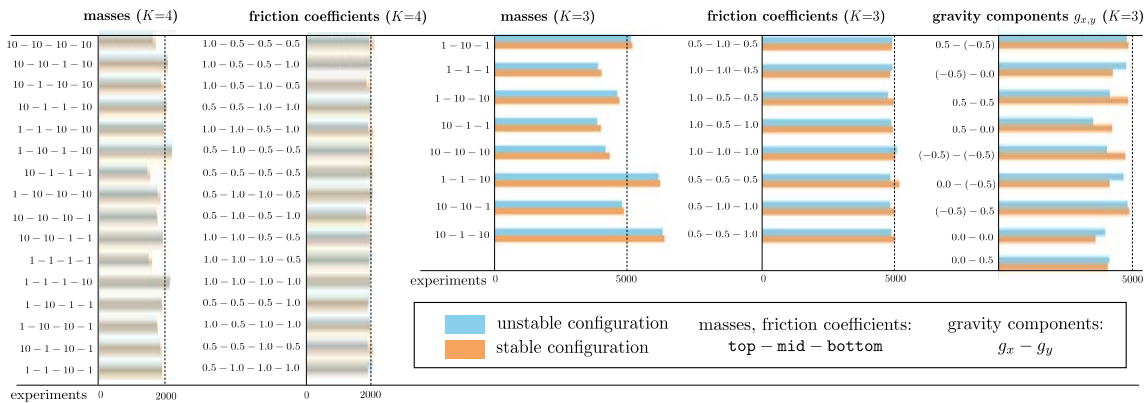 masses (K=4)
10 − 10 − 10 − 10
10 − 10 − 1 − 10
10 − 1 − 10 − 10
10 − 1 − 1 − 10
1 − 1 − 10 − 10
1 − 10 − 1 − 10
10 − 1 − 1 − 1
1 − 10 − 10 − 10
10 − 10 − 10 − 1
10 − 10 − 1 − 1
1 − 1 − 1 − 1
1 − 1 − 1 − 10
1 − 10 − 1 − 1
1 − 10 − 10 − 1
10 − 1 − 10 − 1
1 − 1 − 10 − 1
experiments
0
2000
friction coefficients (K=4)
1.0 − 0.5 − 0.5 − 0.5
1.0 − 0.5 − 0.5 − 1.0
1.0 − 0.5 − 1.0 − 0.5
0.5 − 0.5 − 1.0 − 1.0
1.0 − 1.0 − 0.5 − 1.0
0.5 − 1.0 − 0.5 − 1.0
0.5 − 0.5 − 0.5 − 0.5
1.0 − 0.5 − 1.0 − 1.0
0.5 − 1.0 − 0.5 − 0.5
1.0 − 1.0 − 1.0 − 0.5
1.0 − 1.0 − 0.5 − 0.5
1.0 − 1.0 − 1.0 − 1.0
0.5 − 0.5 − 0.5 − 1.0
1.0 − 1.0 − 0.5 − 1.0
0.5 − 0.5 − 1.0 − 0.5
0.5 − 1.0 − 1.0 − 1.0
0
2000
masses (K=3)
1 − 10 − 1
1 − 1 − 1
1 − 10 − 10
10 − 1 − 1
10 − 10 − 10
1 − 1 − 10
10 − 10 − 1
10 − 1 − 10
experiments
0
5000
friction coefficients (K=3)
0.5 − 1.0 − 0.5
1.0 − 1.0 − 0.5
0.5 − 1.0 − 1.0
1.0 − 0.5 − 1.0
1.0 − 1.0 − 1.0
0.5 − 0.5 − 0.5
1.0 − 0.5 − 0.5
0.5 − 0.5 − 1.0
0
5000
gravity components gx,y (K=3)
0.5 − (−0.5)
(−0.5) − 0.0
0.5 − 0.5
0.5 − 0.0
(−0.5) − (−0.5)
0.0 − (−0.5)
(−0.5) − 0.5
0.0 − 0.0
0.0 − 0.5
0
5000
unstable configuration
stable configuration
masses, friction coefficients:
top − mid − bottom
gravity components:
gx − gy